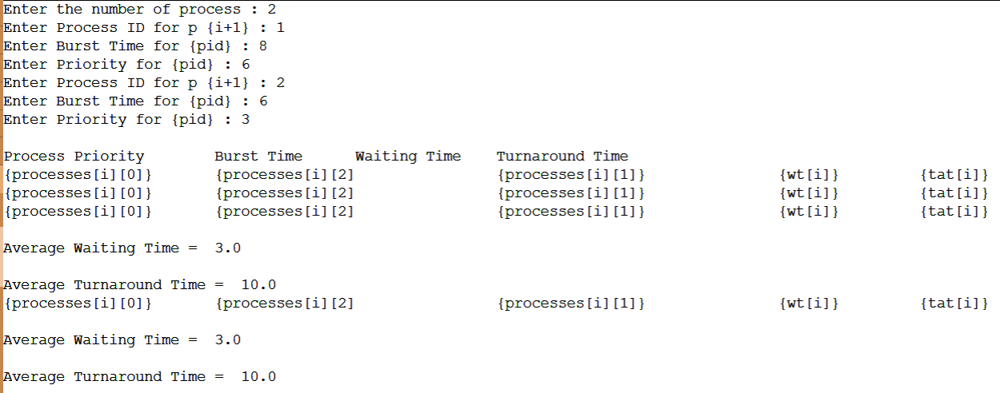 Enter the number of process : 2
Enter Process ID for p {i+1} : 1
Enter Burst Time for {pid} : 8
Enter Priority for {pid} : 6
Enter Process ID for p {i+1} : 2
Enter Burst Time for {pid} : 6
Enter Priority for {pid} : 3
Process Priority Burst Time Waiting Time Turnaround Time
{processes[i][0]} {processes[i][2] {processes[i][1]} {wt[i]} {tat[i]}
{processes[i][0]} {processes[i][2] {processes[i][1]} {wt[i]} {tat[i]}
{processes[i][0]} {processes[i][2] {processes[i][1]} {wt[i]} {tat[i]}
Average Waiting Time = 3.0
Average Turnaround Time = 10.0
{processes[i][0]} {processes[i][2] {processes[i][1]} {wt[i]} {tat[i]}
Average Waiting Time = 3.0
Average Turnaround Time = 10.0